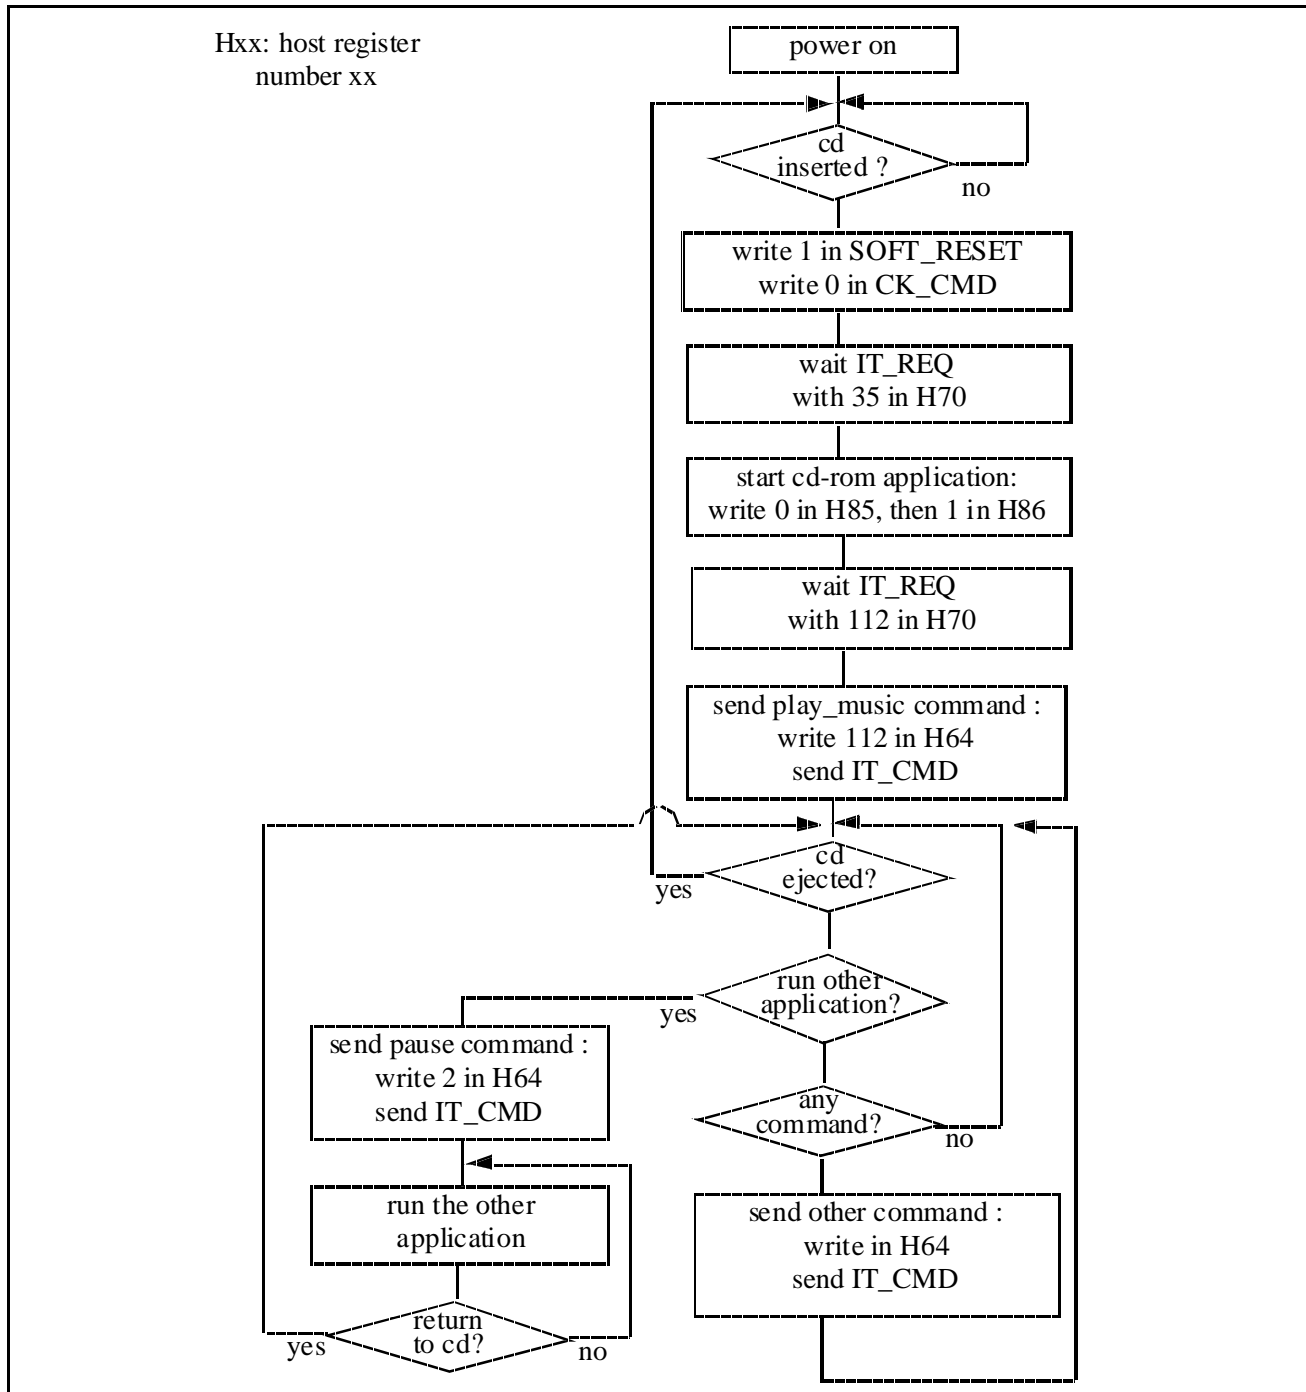 Hxx: host register
number xx
power on
cd
inserted ?
no
write 1 in SOFT_RESET
write 0 in CK_CMD
wait IT_REQ
with 35 in H70
start cd-rom application:
write 0 in H85, then 1 in H86
wait IT_REQ
with 112 in H70
send play_music command :
write 112 in H64
send IT_CMD
cd
ejected?
yes
run other
application?
yes
send pause command :
write 2 in H64
send IT_CMD
any
command?
no
run the other
application
send other command :
write in H64
send IT_CMD
return
to cd?
yes
no